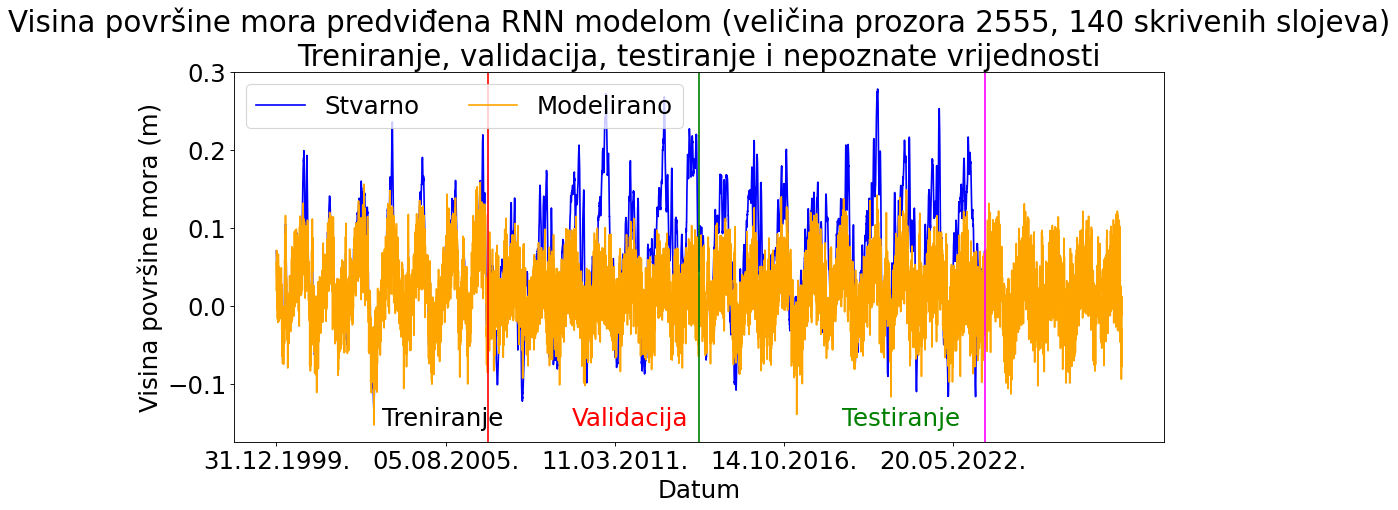 Visina površine mora predviđena RNN modelom (veličina prozora 2555, 140 skrivenih slojeva)
Treniranje, validacija, testiranje i nepoznate vrijednosti
Stvarno
Modelirano
Visina površine mora (m)
0.3
0.2
0.1
0.0
−0.1
Treniranje
Validacija
Testiranje
31.12.1999.
05.08.2005.
11.03.2011.
14.10.2016.
20.05.2022.
Datum